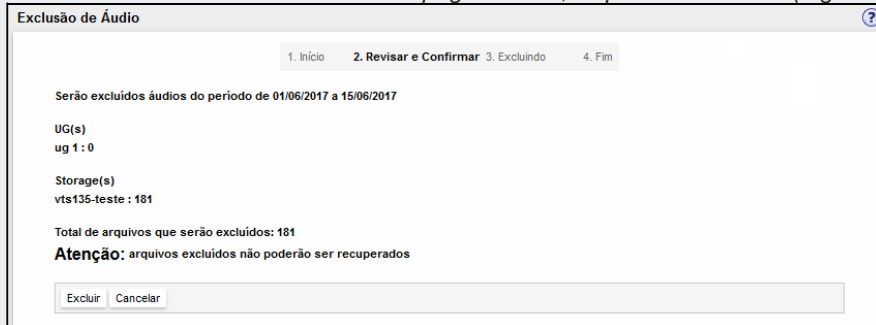 Exclusão de Áudio
?
1. Início 2. Revisar e Confirmar 3. Excluindo 4. Fim
Serão excluídos áudios do período de 01/06/2017 a 15/06/2017
UG(s)
ug 1 : 0
Storage(s)
vts135-teste : 181
Total de arquivos que serão excluídos: 181
Atenção: arquivos excluídos não poderão ser recuperados
Excluir Cancelar